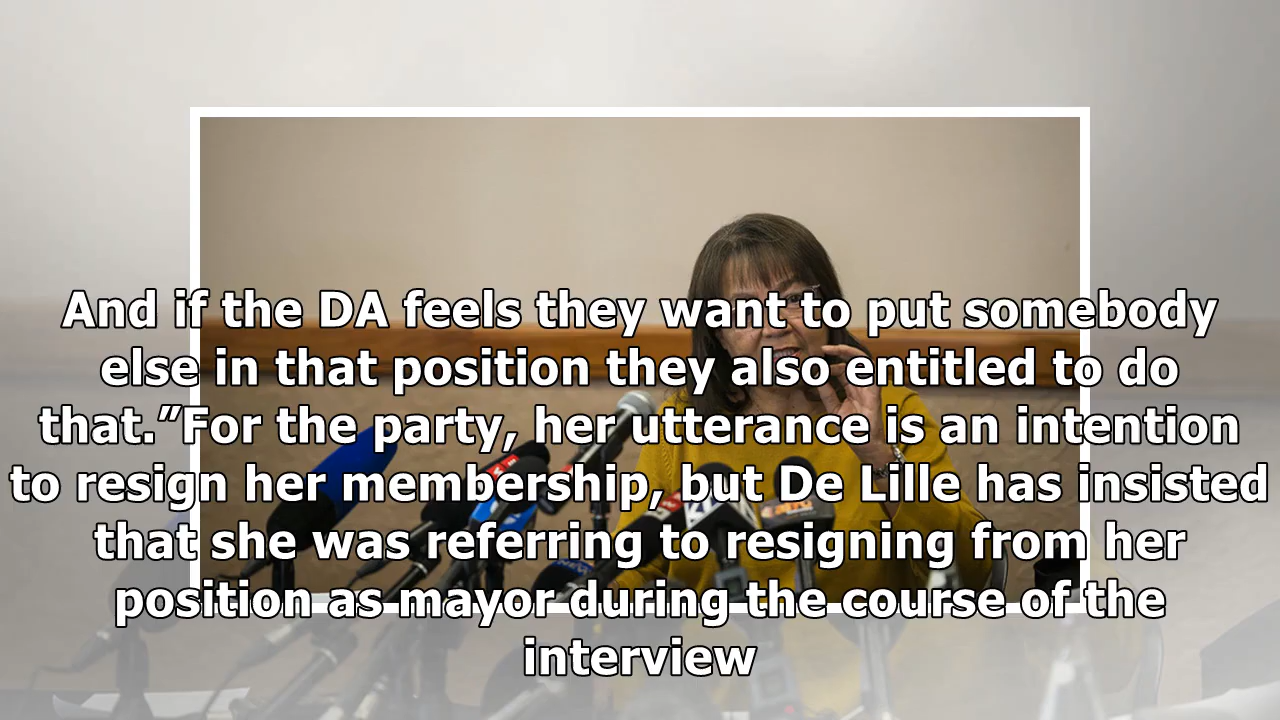 And if the DA feels they want to put somebody
else in that position they also entitled to do
that.”For the party, her utterance is an intention
to resign her membership, but De Lille has insisted
that she was referring to resigning from her
position as mayor during the course of the
interview